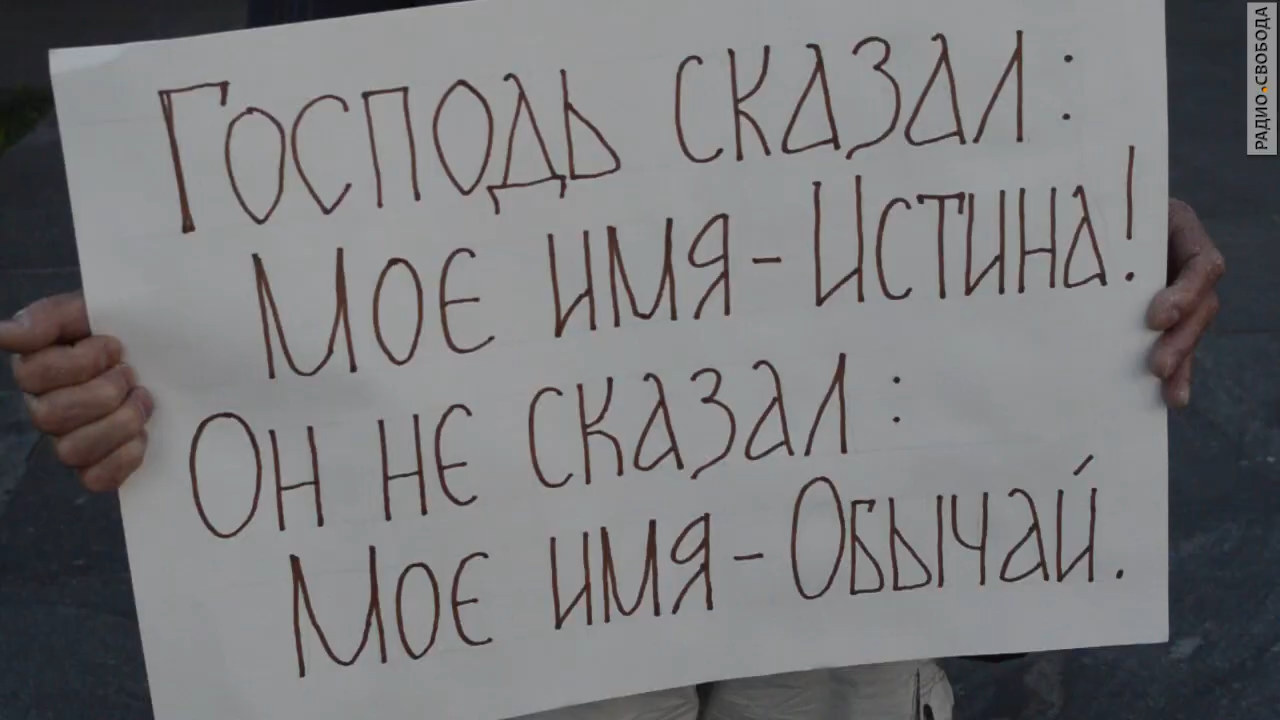 Господь сказал:
Мое имя - Истина!
Он не сказал:
Мое имя - Обычай.
РАДИО СВОБОДА